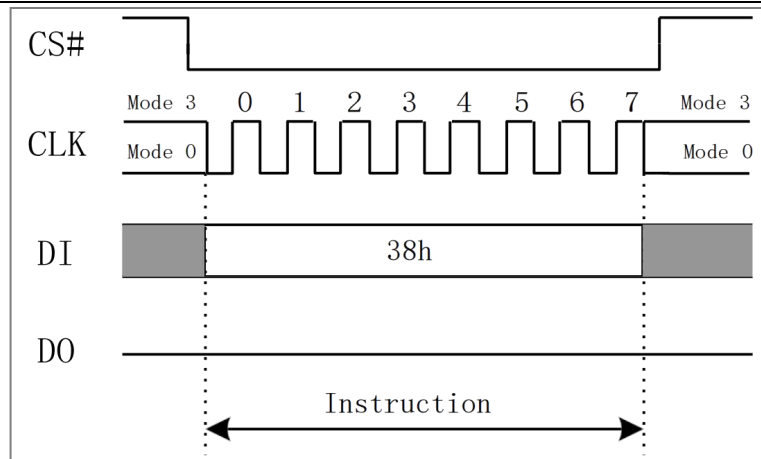 CS#
Mode 3 0 1 2 3 4 5 6 7 Mode 3
CLK
Mode 0 Mode 0
DI 38h
DO
Instruction